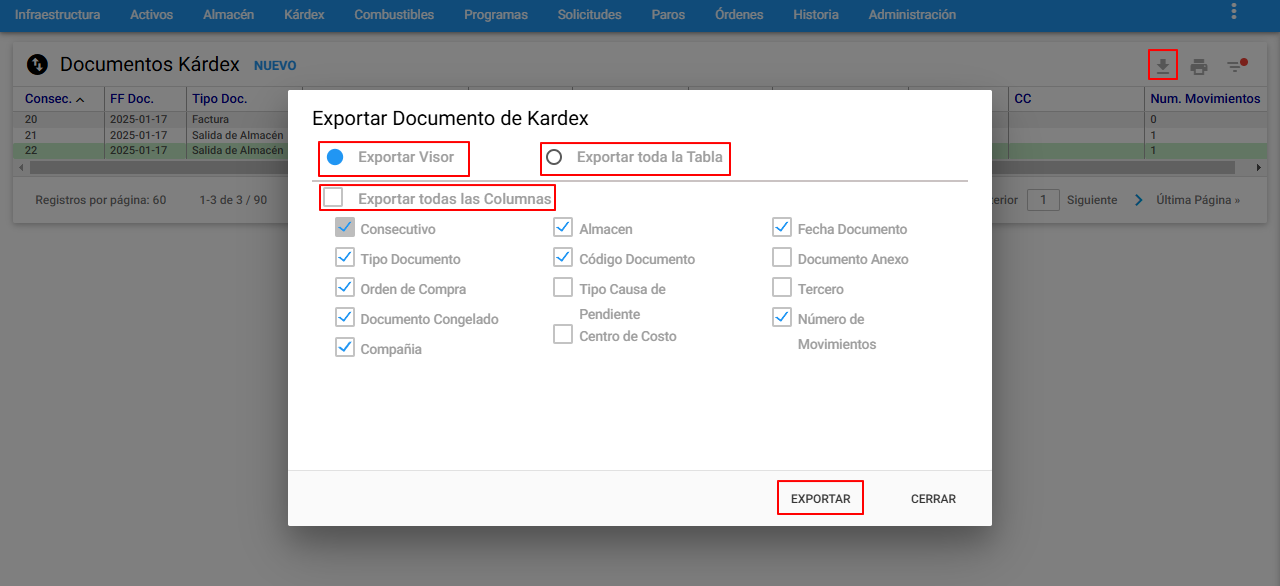 Infraestructura Activos Almacén Kárdex Combustibles Programas Solicitudes Paros Órdenes Historia Administración
Documentos Kárdex NUEVO
Consec. FF Doc. Tipo Doc. CC Num. Movimientos
20 2025-01-17 Factura 0
21 2025-01-17 Salida de Almacén 1
22 2025-01-17 Salida de Almacén 1
Registros por página: 60 1-3 de 3 / 90 erior 1 Siguiente Última Página »
Exportar Documento de Kardex
Exportar Visor Exportar toda la Tabla
Exportar todas las Columnas
Consecutivo Almacen Fecha Documento
Tipo Documento Código Documento Documento Anexo
Orden de Compra Tipo Causa de Tercero
Pendiente
Documento Congelado Número de
Centro de Costo Movimientos
Compañia
EXPORTAR CERRAR